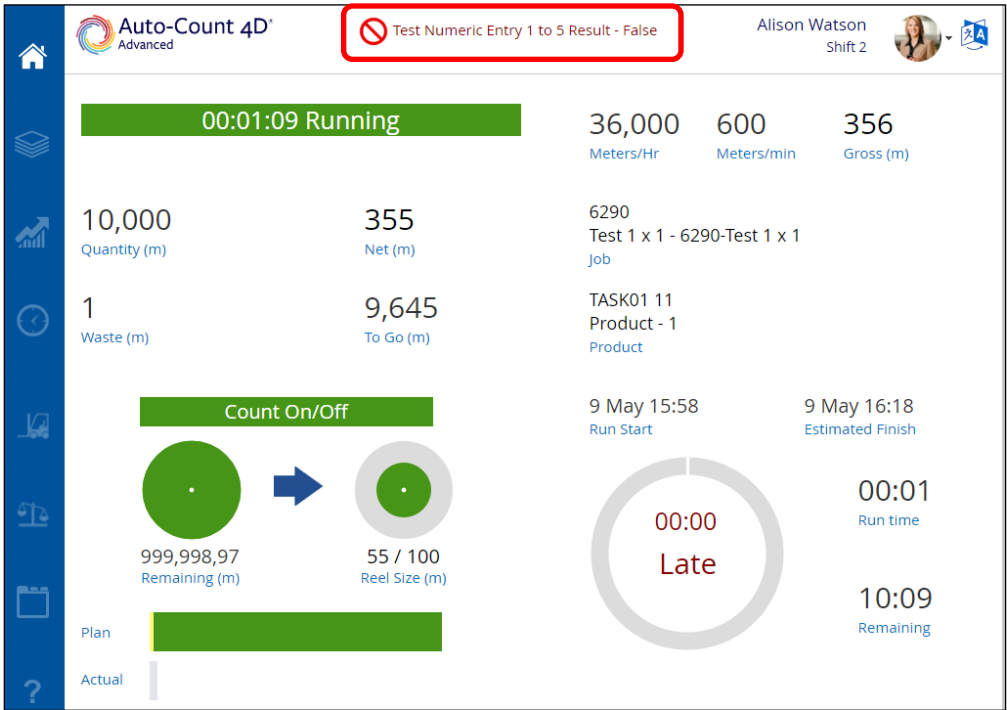 Auto-Count 4D
Advanced
Test Numeric Entry 1 to 5 Result - False
Alison Watson
Shift 2
00:01:09 Running
36,000
Meters/Hr
600
Meters/min
356
Gross (m)
10,000
Quantity (m)
355
Net (m)
6290
Test 1 x 1 - 6290-Test 1 x 1
Job
1
Waste (m)
9,645
To Go (m)
TASK01 11
Product - 1
Product
Count On/Off
999,998,97
Remaining (m)
55 / 100
Reel Size (m)
9 May 15:58
Run Start
9 May 16:18
Estimated Finish
00:00
Late
00:01
Run time
10:09
Remaining
Plan
Actual
?